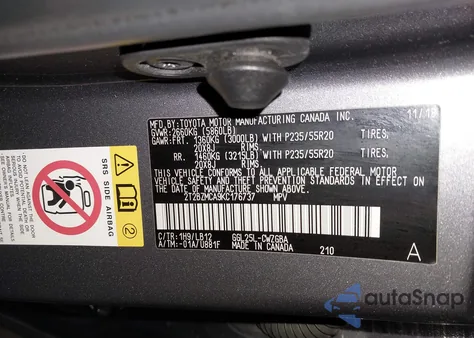 MFD.BY:TOYOTA MOTOR MANUFACTURING CANADA INC. 11/18
GVWR:2660KG (5860LB)
GAWR:FRT. 1360KG (3000LB) WITH P235/55R20 TIRES,
20X8J RIMS,
RR. 1460KG (3215LB) WITH P235/55R20 TIRES,
20X8J RIMS,
THIS VEHICLE CONFORMS TO ALL APPLICABLE FEDERAL MOTOR
VEHICLE SAFETY AND THEFT PREVENTION STANDARDS IN EFFECT
ON THE DATE OF MANUFACTURE SHOWN ABOVE.
2T2BZMCA9KC176737 MPV
C/TR:1H9/LB12 GGL25L-CWZGBA
A/TM:-01A/U881F MADE IN CANADA 210 A
SRS SIDE AIRBAG
autoSnap